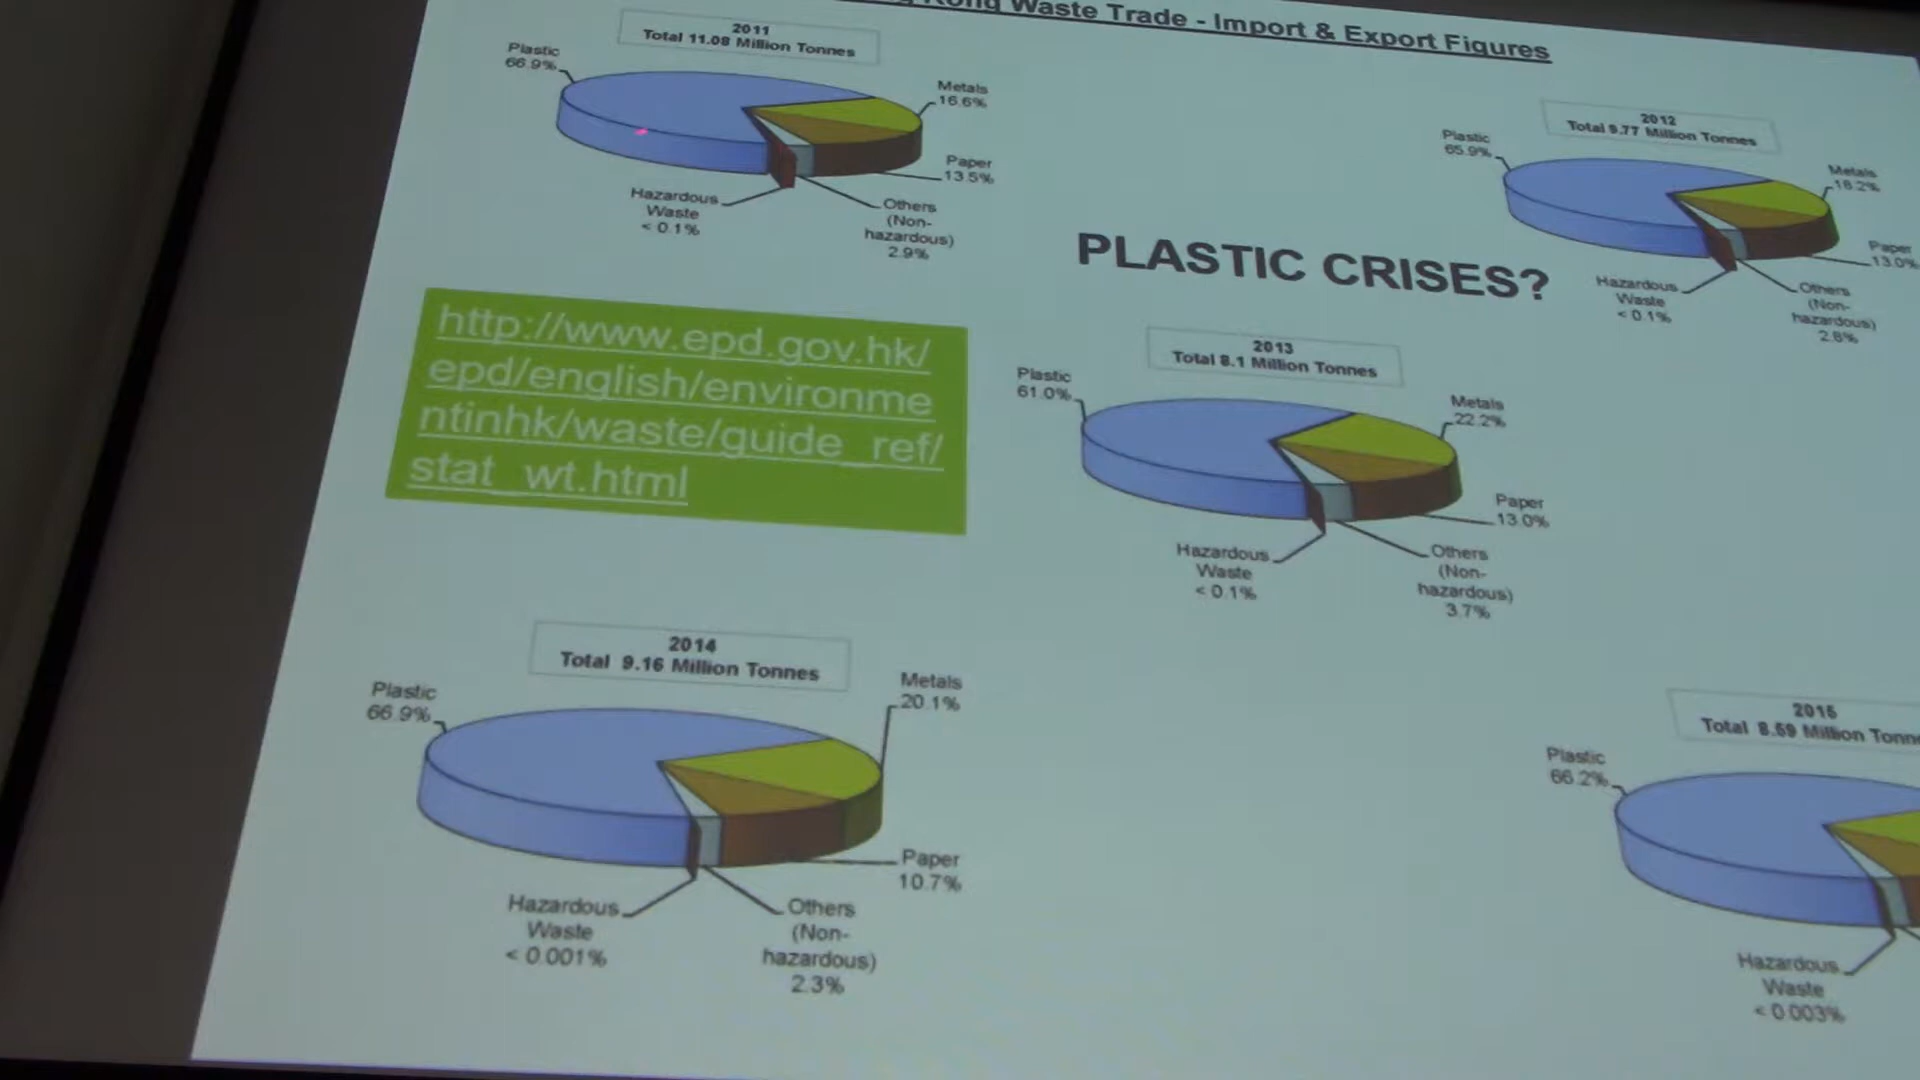 Kong Waste Trade - Import & Export Figures
2011
Total 11.08 Million Tonnes
Plastic
66.9%
Metals
16.6%
Paper
13.5%
Others
(Non-
hazardous)
2.9%
Hazardous
Waste
< 0.1%
2012
Total 9.77 Million Tonnes
Plastic
65.9%
Metals
18.2%
Paper
13.0%
Others
(Non-
hazardous)
2.8%
Hazardous
Waste
< 0.1%
PLASTIC CRISES?
http://www.epd.gov.hk/
epd/english/environme
ntinhk/waste/guide_ref/
stat_wt.html
2013
Total 8.1 Million Tonnes
Plastic
61.0%
Metals
22.2%
Paper
13.0%
Others
(Non-
hazardous)
3.7%
Hazardous
Waste
< 0.1%
2014
Total 9.16 Million Tonnes
Plastic
66.9%
Metals
20.1%
Paper
10.7%
Others
(Non-
hazardous)
2.3%
Hazardous
Waste
< 0.001%
2015
Total 8.59 Million
Plastic
66.2%
Hazardous
Waste
< 0.003%